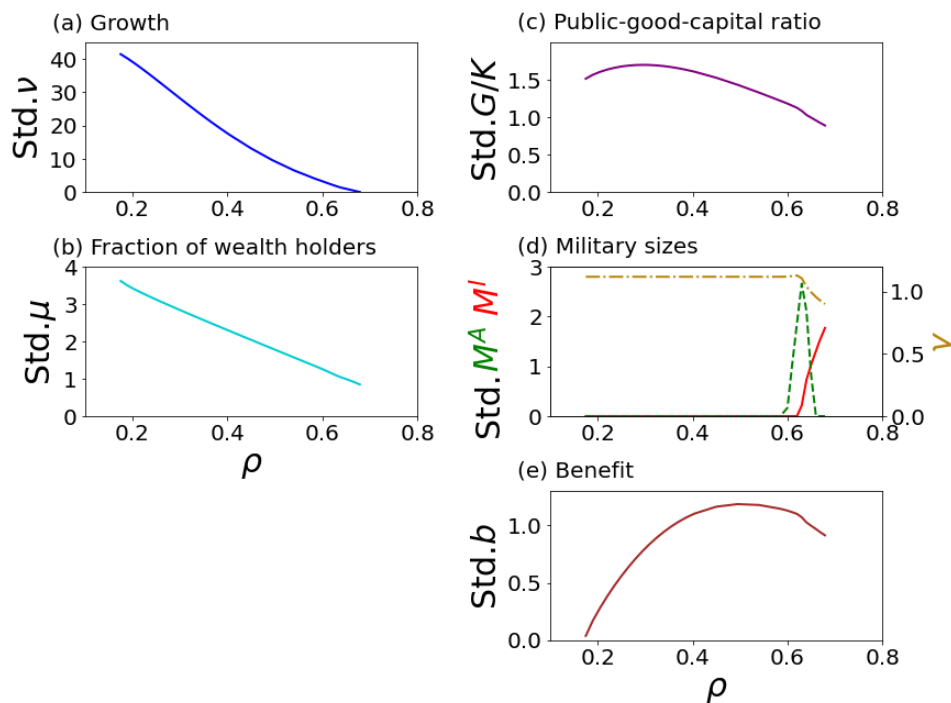 (a) Growth
Std.ν
40
30
20
10
0
0.2 0.4 0.6 0.8
(b) Fraction of wealth holders
Std.μ
4
3
2
1
0
0.2 0.4 0.6 0.8
ρ
(c) Public-good-capital ratio
Std.G/K
1.5
1.0
0.5
0.0
0.2 0.4 0.6 0.8
(d) Military sizes
Std.M^A M^I
3
2
1
0
1.0
0.5
0.0
0.2 0.4 0.6 0.8
(e) Benefit
Std.b
1.0
0.5
0.0
0.2 0.4 0.6 0.8
ρ